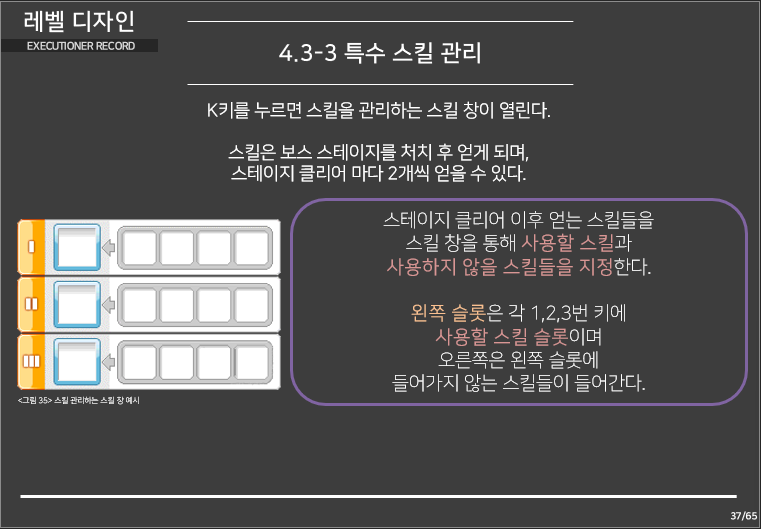 레벨 디자인
EXECUTIONER RECORD
4.3-3 특수 스킬 관리
K키를 누르면 스킬을 관리하는 스킬 창이 열린다.
스킬은 보스 스테이지를 처치 후 얻게 되며,
스테이지 클리어 마다 2개씩 얻을 수 있다.
스테이지 클리어 이후 얻는 스킬들을
스킬 창을 통해 사용할 스킬과
사용하지 않을 스킬들을 지정한다.
왼쪽 슬롯은 각 1,2,3번 키에
사용할 스킬 슬롯이며
오른쪽은 왼쪽 슬롯에
들어가지 않는 스킬들이 들어간다.
<그림 35> 스킬 관리하는 스킬 창 예시
37/65